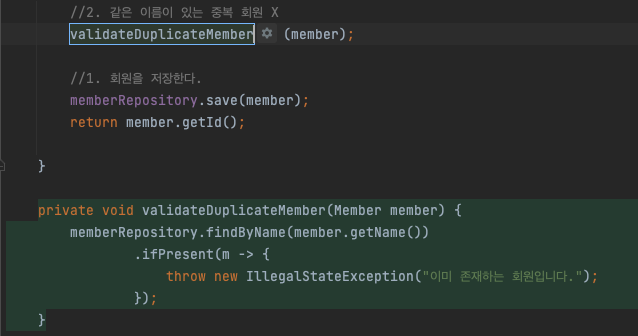 //2. 같은 이름이 있는 중복 회원 X
validateDuplicateMember (member);
//1. 회원을 저장한다.
memberRepository.save(member);
return member.getId();
}
private void validateDuplicateMember(Member member) {
memberRepository.findByName(member.getName())
.ifPresent(m -> {
throw new IllegalStateException("이미 존재하는 회원입니다.");
});
}